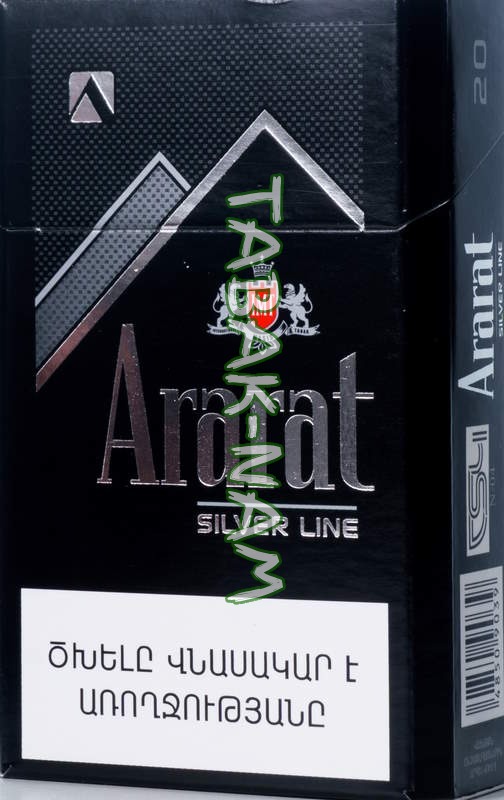 Ararat
SILVER LINE
ԾԽԵԼԸ ՎՆԱՍԱԿԱՐ Է
ԱՌՈՂՋՈՒԹՅԱՆԸ
TABAK-NAM
20
Ararat
SILVER LINE